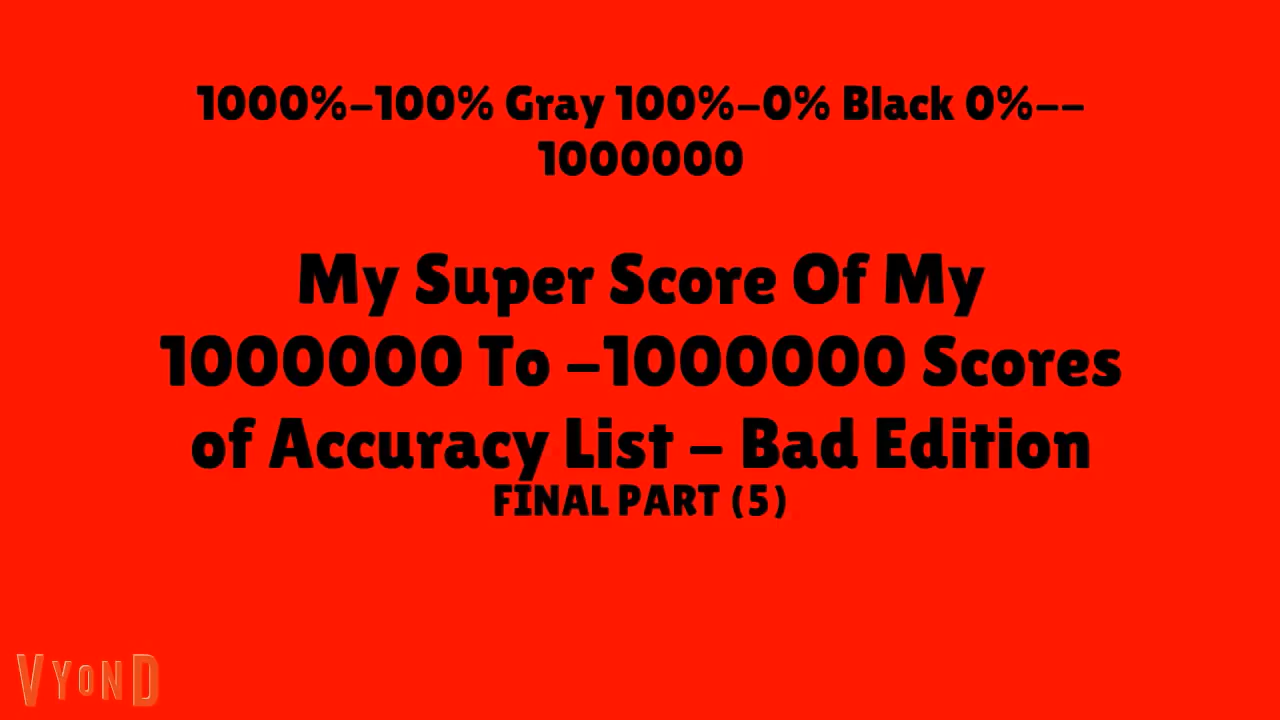 1000%-100% Gray 100%-0% Black 0%--
1000000
My Super Score Of My
1000000 To -1000000 Scores
of Accuracy List - Bad Edition
FINAL PART (5)
VYOND